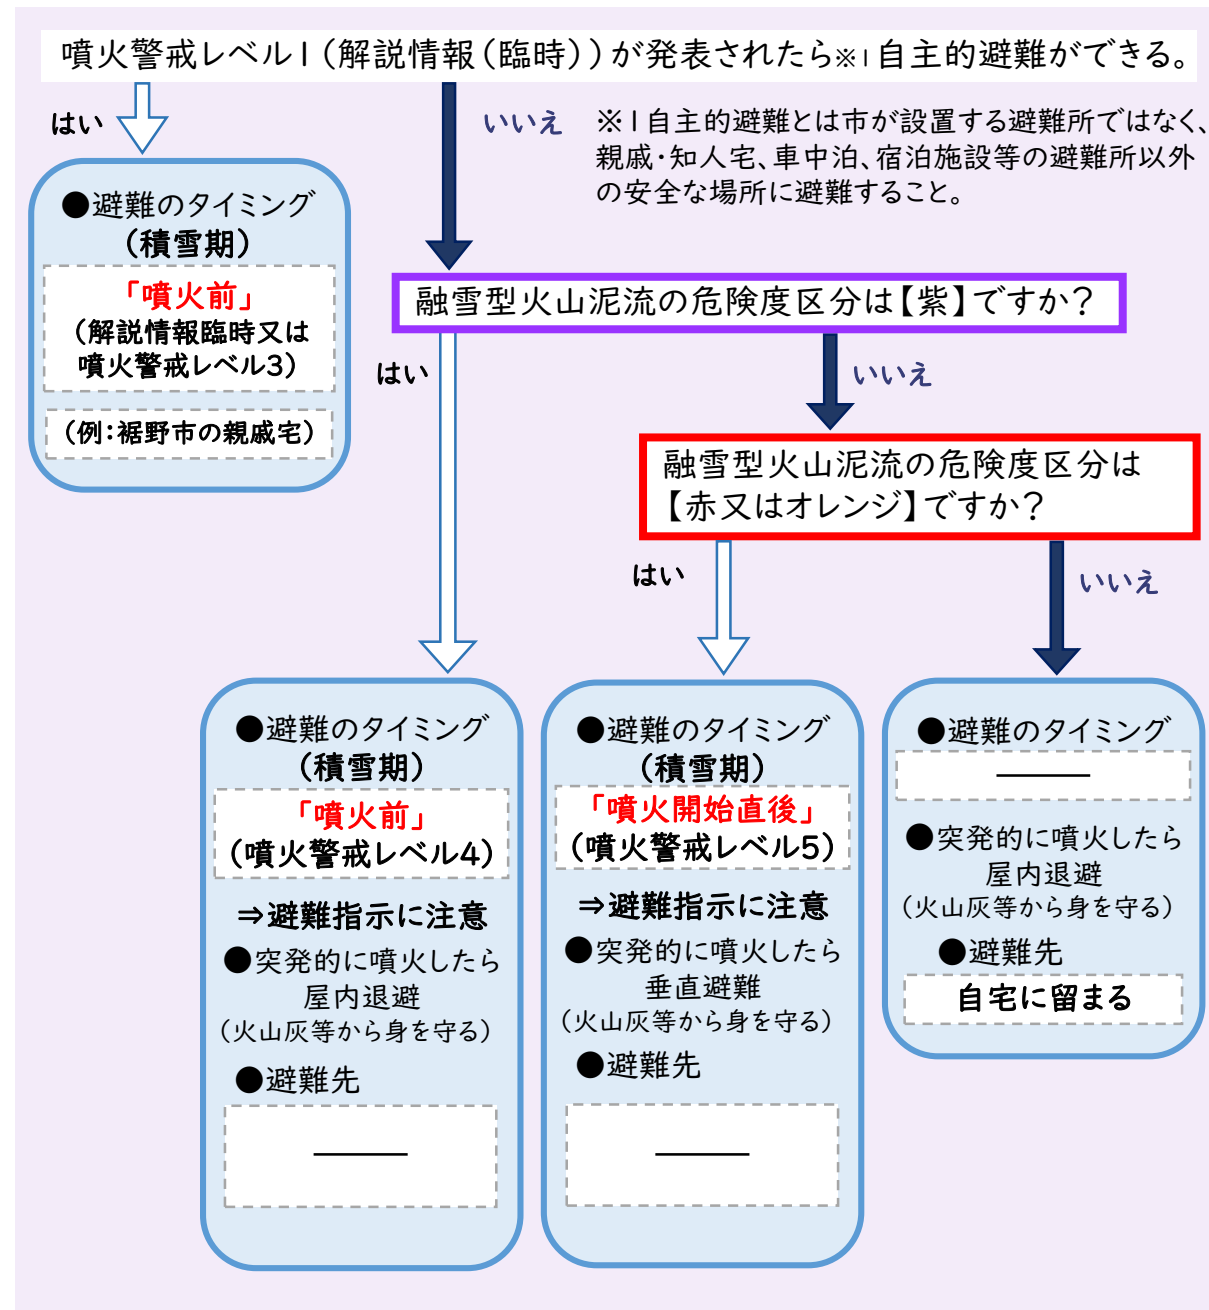 噴火警戒レベル1(解説情報(臨時))が発表されたら※1自主的避難ができる。
はい
いいえ
※1自主的避難とは市が設置する避難所ではなく、
親戚・知人宅、車中泊、宿泊施設等の避難所以外
の安全な場所に避難すること。
●避難のタイミング
(積雪期)
「噴火前」
(解説情報臨時又は
噴火警戒レベル3)
(例:裾野市の親戚宅)
融雪型火山泥流の危険度区分は【紫】ですか?
はい
いいえ
融雪型火山泥流の危険度区分は
【赤又はオレンジ】ですか?
はい
いいえ
●避難のタイミング
(積雪期)
「噴火前」
(噴火警戒レベル4)
⇒避難指示に注意
●突発的に噴火したら
屋内退避
(火山灰等から身を守る)
●避難先
―――
●避難のタイミング
(積雪期)
「噴火開始直後」
(噴火警戒レベル5)
⇒避難指示に注意
●突発的に噴火したら
垂直避難
(火山灰等から身を守る)
●避難先
―――
●避難のタイミング
―――
●突発的に噴火したら
屋内退避
(火山灰等から身を守る)
●避難先
自宅に留まる